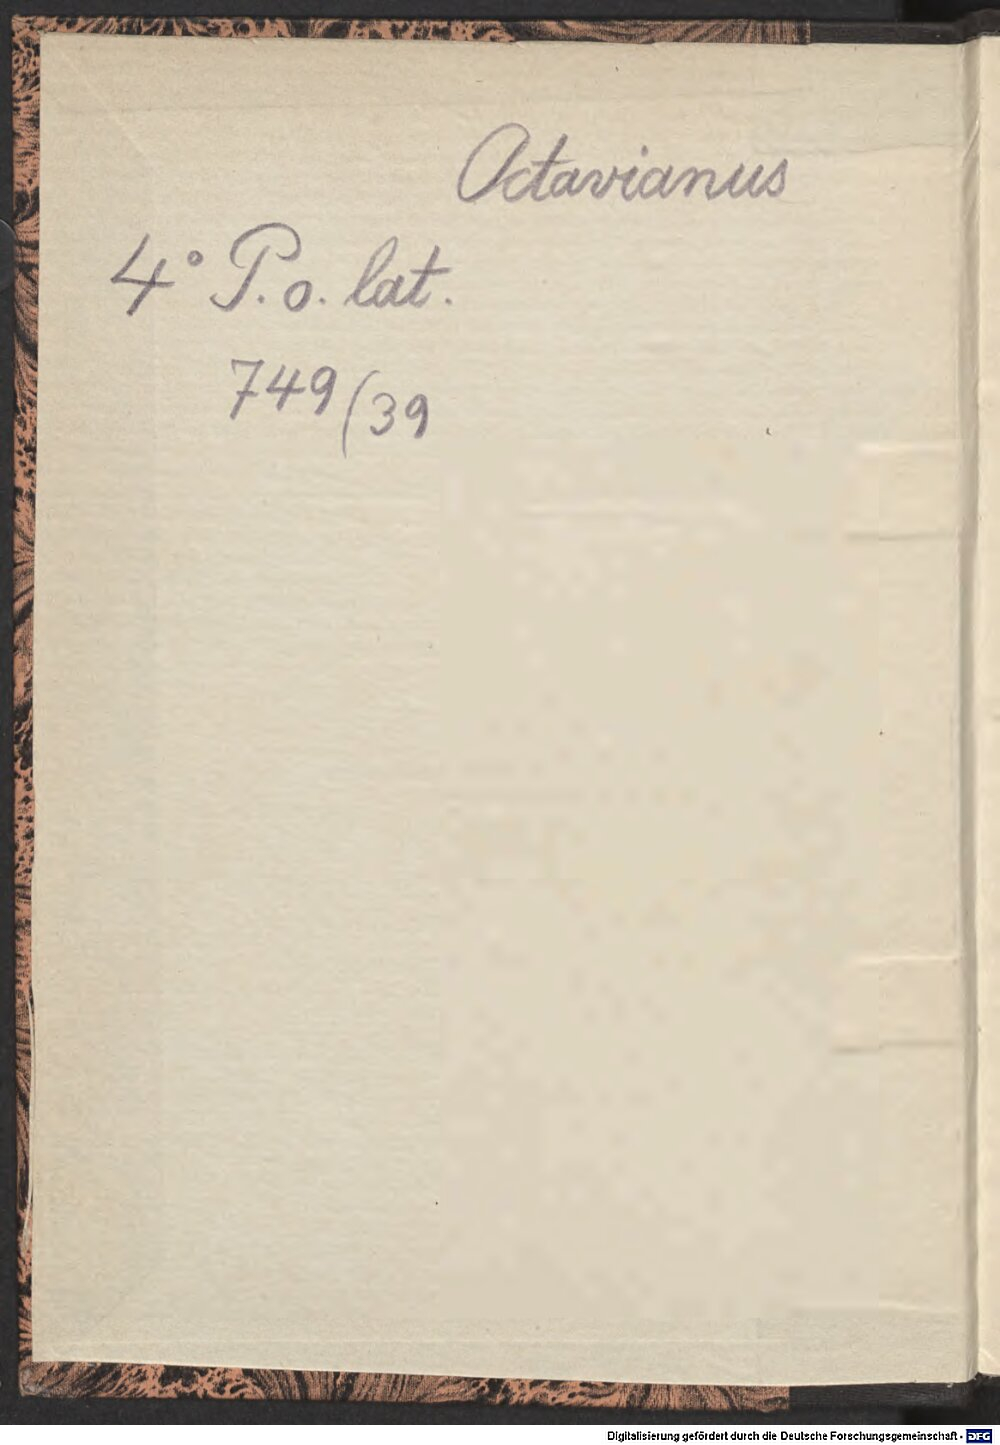 Octavianus
4° P. o. lat.
749/39
Digitalisierung gefördert durch die Deutsche Forschungsgemeinschaft - DFG